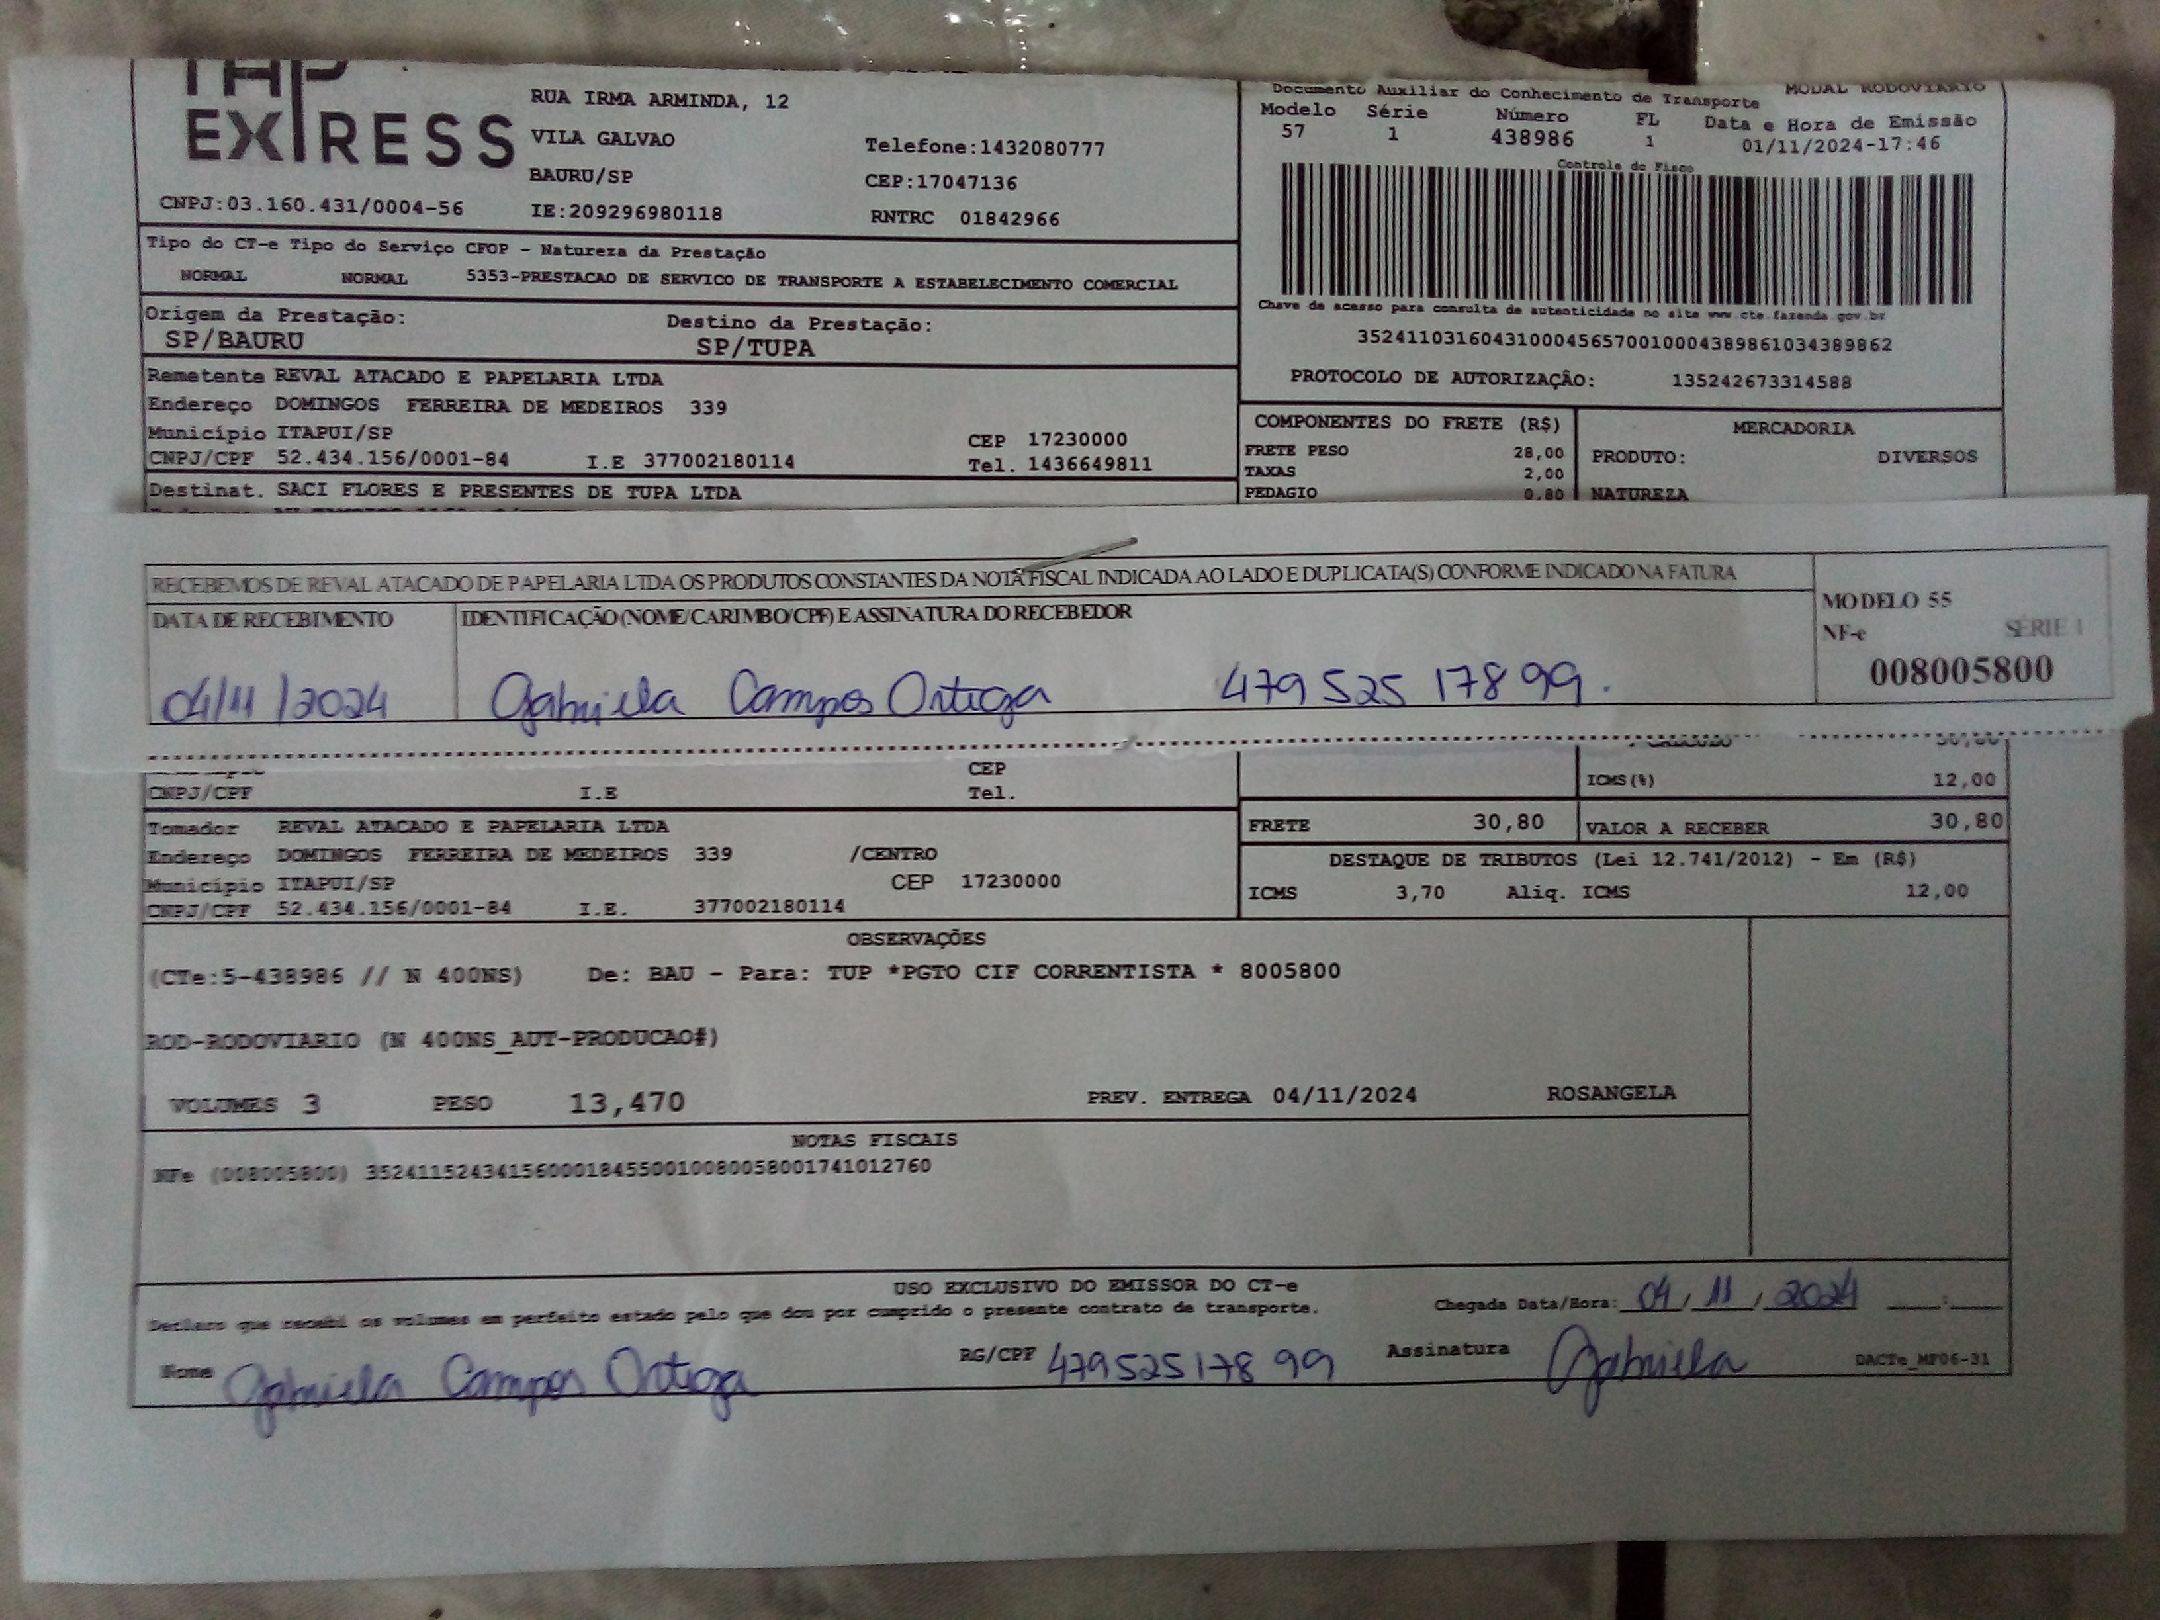 TAP
EXPRESS
RUA IRMA ARMINDA, 12
VILA GALVAO
BAURU/SP
IE:209296980118
Telefone:1432080777
CEP:17047136
RNTRC 01842966
CNPJ:03.160.431/0004-56
Documento Auxiliar do Conhecimento de Transporte MODAL RODOVIARIO
Modelo Série Número FL Data e Hora de Emissão
57 1 438986 1 01/11/2024-17:46
Controle do Fisco
Chave de acesso para consulta de autenticidade no site www.cte.fazenda.gov.br
35241103160431000456570010004389861034389862
PROTOCOLO DE AUTORIZAÇÃO: 135242673314588
Tipo do CT-e Tipo do Serviço CFOP - Natureza da Prestação
NORMAL NORMAL 5353-PRESTACAO DE SERVICO DE TRANSPORTE A ESTABELECIMENTO COMERCIAL
Origem da Prestação: Destino da Prestação:
SP/BAURU SP/TUPA
Remetente REVAL ATACADO E PAPELARIA LTDA
Endereço DOMINGOS FERREIRA DE MEDEIROS 339
Município ITAPUI/SP CEP 17230000
CNPJ/CPF 52.434.156/0001-84 I.E 377002180114 Tel. 1436649811
Destinat. SACI FLORES E PRESENTES DE TUPA LTDA
COMPONENTES DO FRETE (R$) MERCADORIA
FRETE PESO 28,00 PRODUTO: DIVERSOS
TAXAS 2,00
PEDAGIO 0,80 NATUREZA
RECEBEMOS DE REVAL ATACADO DE PAPELARIA LTDA OS PRODUTOS CONSTANTES DA NOTA FISCAL INDICADA AO LADO E DUPLICATA(S) CONFORME INDICADO NA FATURA
DATA DE RECEBIMENTO IDENTIFICAÇÃO (NOME/CARIMBO/CPF) E ASSINATURA DO RECEBEDOR
04/11/2024 Gabriela Campos Ortega 479 525 178 99.
MODELO 55
NF-e SÉRIE 1
008005800
CEP
CNPJ/CPF I.E Tel.
ICMS(%) 12,00
Tomador REVAL ATACADO E PAPELARIA LTDA
Endereço DOMINGOS FERREIRA DE MEDEIROS 339 /CENTRO
Município ITAPUI/SP CEP 17230000
CNPJ/CPF 52.434.156/0001-84 I.E. 377002180114
FRETE 30,80 VALOR A RECEBER 30,80
DESTAQUE DE TRIBUTOS (Lei 12.741/2012) - Em (R$)
ICMS 3,70 Aliq. ICMS 12,00
OBSERVAÇÕES
(CTe:5-438986 // N 400NS) De: BAU - Para: TUP *PGTO CIF CORRENTISTA * 8005800
ROD-RODOVIARIO (N 400NS_AUT-PRODUCAO#)
VOLUMES 3 PESO 13,470 PREV. ENTREGA 04/11/2024 ROSANGELA
NOTAS FISCAIS
NFe (008005800) 35241152434156000184550010080058001741012760
USO EXCLUSIVO DO EMISSOR DO CT-e
Declaro que recebi os volumes em perfeito estado pelo que dou por cumprido o presente contrato de transporte.
Chegada Data/Hora: 04/11/2024 __:__
Nome Gabriela Campos Ortega RG/CPF 479 525 178 99 Assinatura Gabriela DACTe_MF06-31